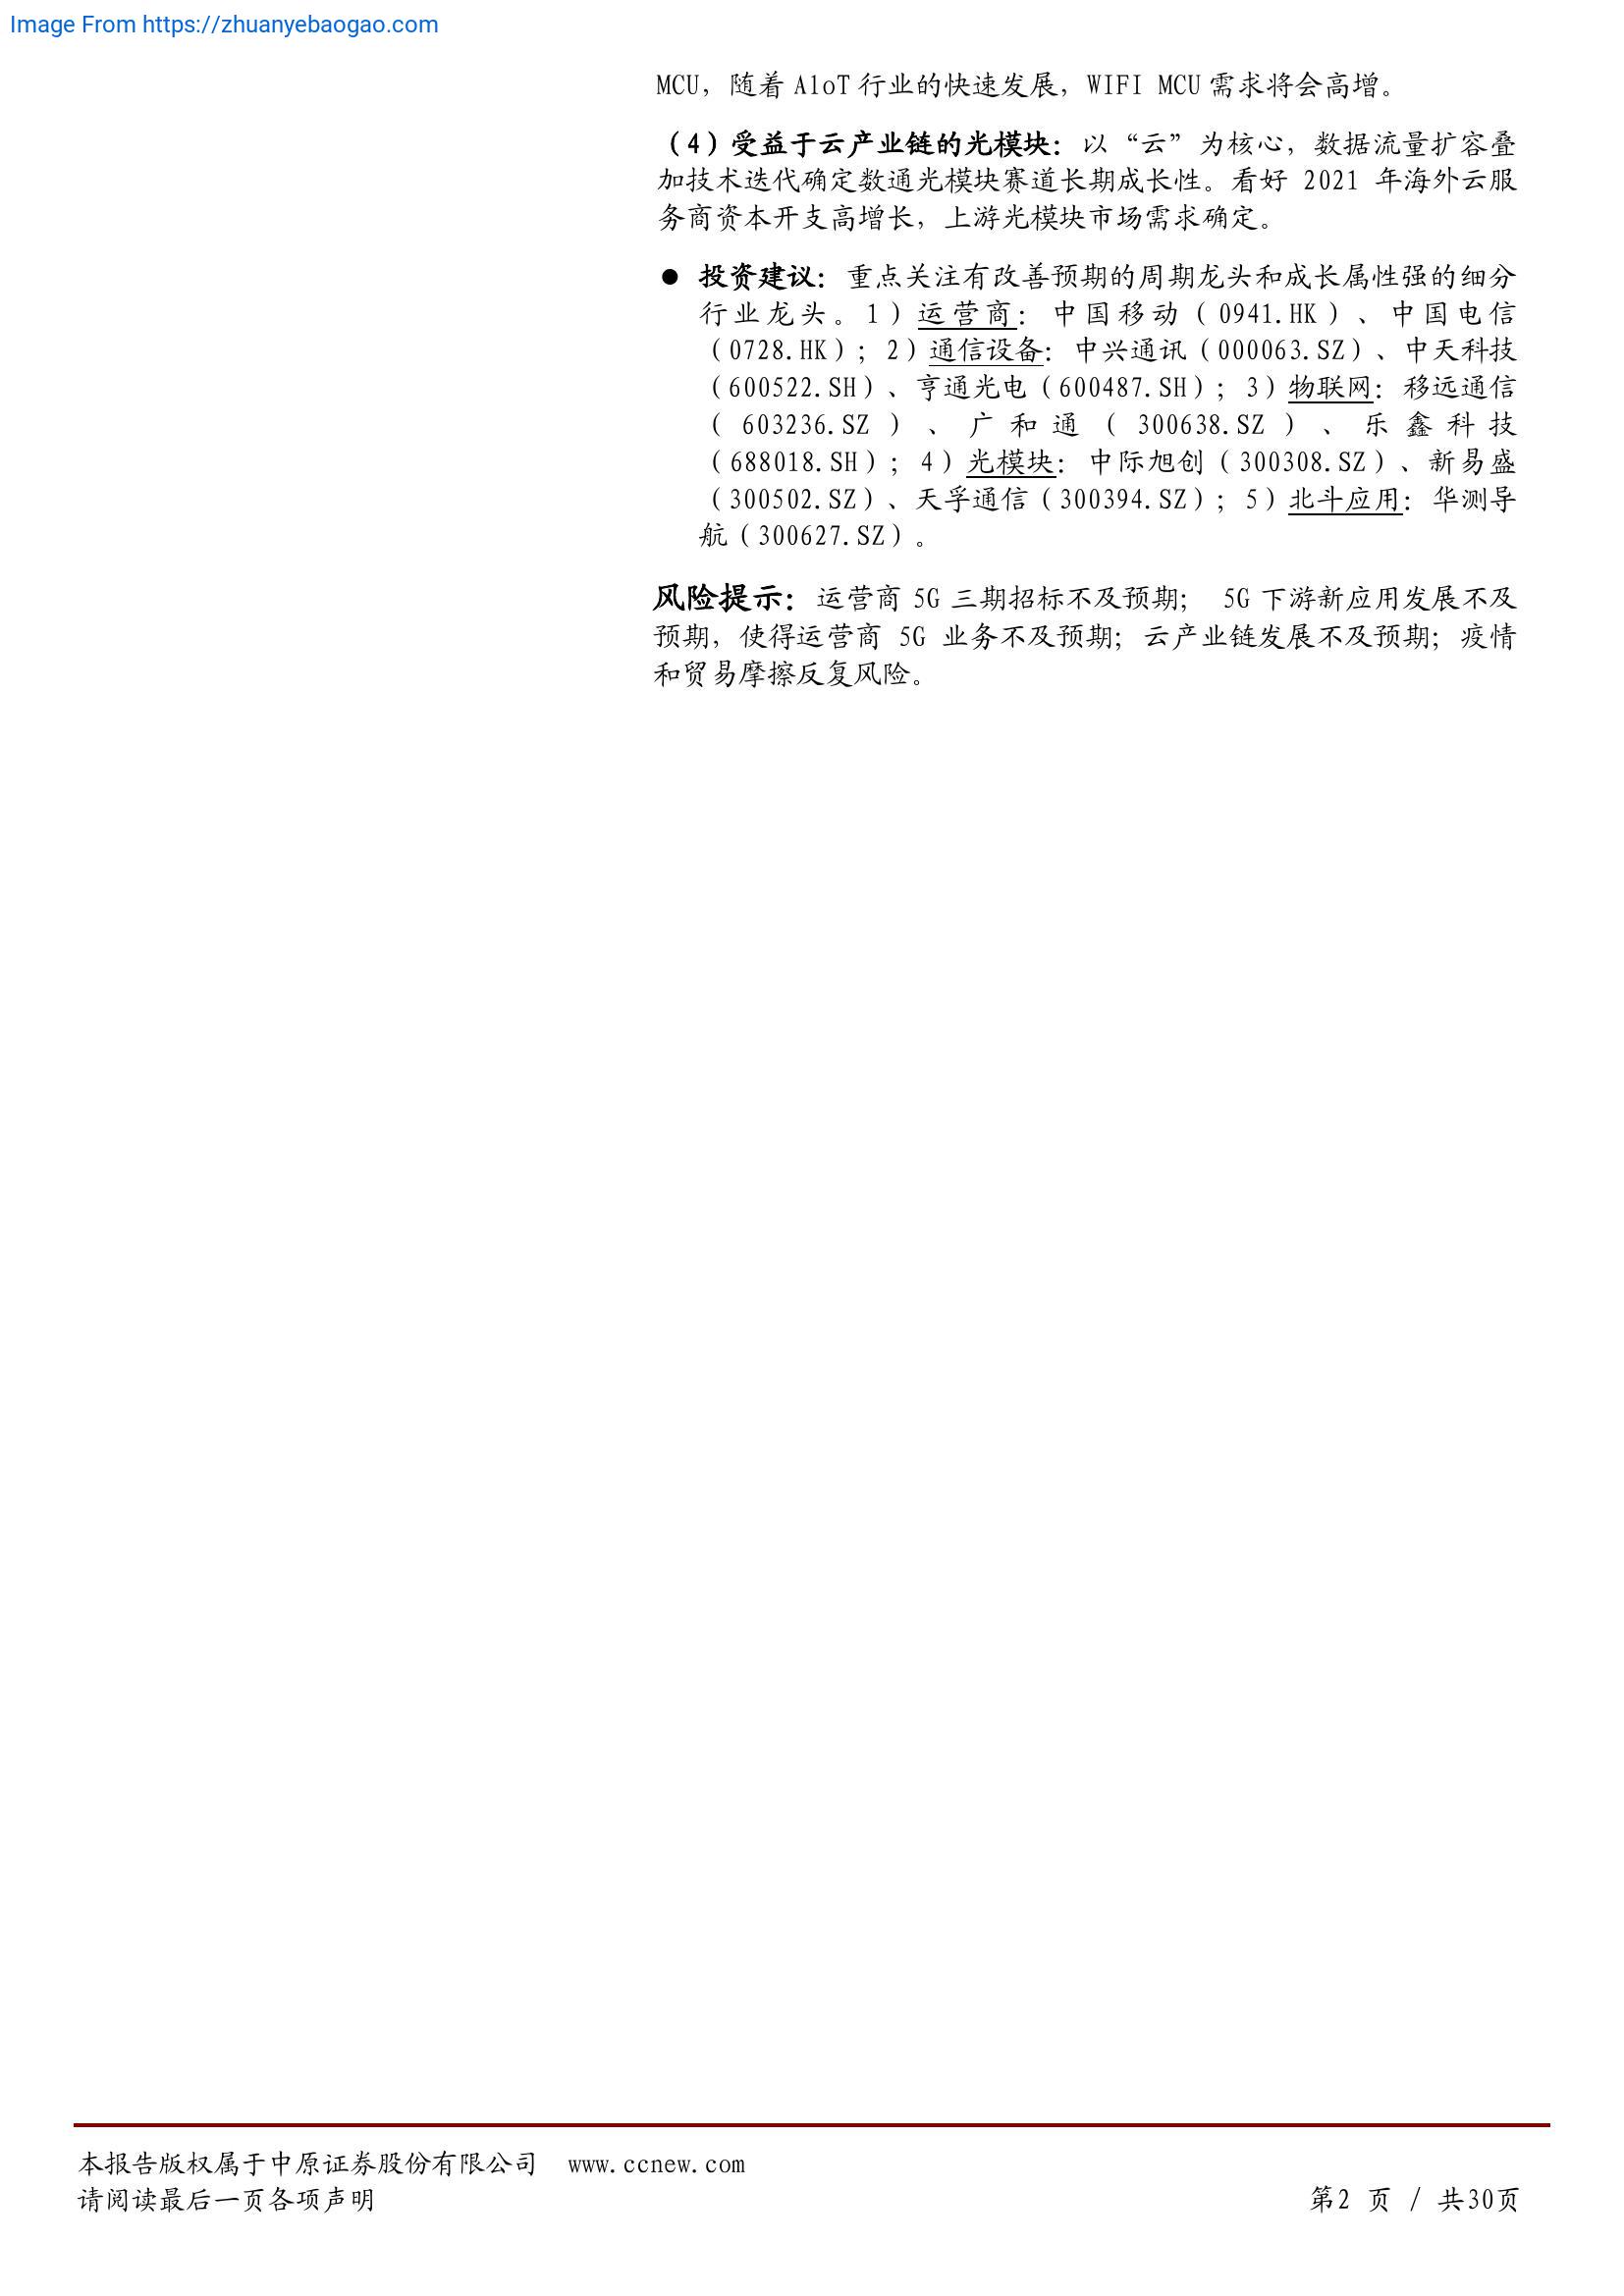 Image From https://zhuanyebaogao.com
MCU，随着 AloT 行业的快速发展，WIFI MCU 需求将会高增。
（4）受益于云产业链的光模块：以“云”为核心，数据流量扩容叠
加技术迭代确定数通光模块赛道长期成长性。看好 2021 年海外云服
务商资本开支高增长，上游光模块市场需求确定。
● 投资建议：重点关注有改善预期的周期龙头和成长属性强的细分
行业龙头。1）运营商：中国移动（0941.HK）、中国电信
（0728.HK）；2）通信设备：中兴通讯（000063.SZ）、中天科技
（600522.SH）、亨通光电（600487.SH）；3）物联网：移远通信
（603236.SZ）、广和通（300638.SZ）、乐鑫科技
（688018.SH）；4）光模块：中际旭创（300308.SZ）、新易盛
（300502.SZ）、天孚通信（300394.SZ）；5）北斗应用：华测导
航（300627.SZ）。
风险提示：运营商 5G 三期招标不及预期； 5G 下游新应用发展不及
预期，使得运营商 5G 业务不及预期；云产业链发展不及预期；疫情
和贸易摩擦反复风险。
本报告版权属于中原证券股份有限公司 www.ccnew.com
请阅读最后一页各项声明
第2 页 / 共30页